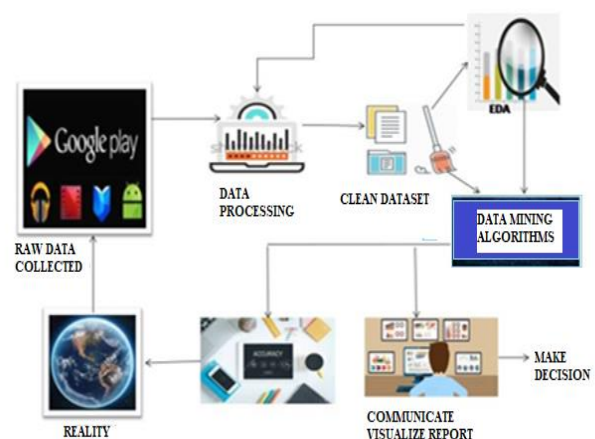 EDA
Google play
DATA
PROCESSING
CLEAN DATASET
DATA MINING
ALGORITHMS
RAW DATA
COLLECTED
ACCURACY
MAKE
DECISION
REALITY
COMMUNICATE
VISUALIZE REPORT